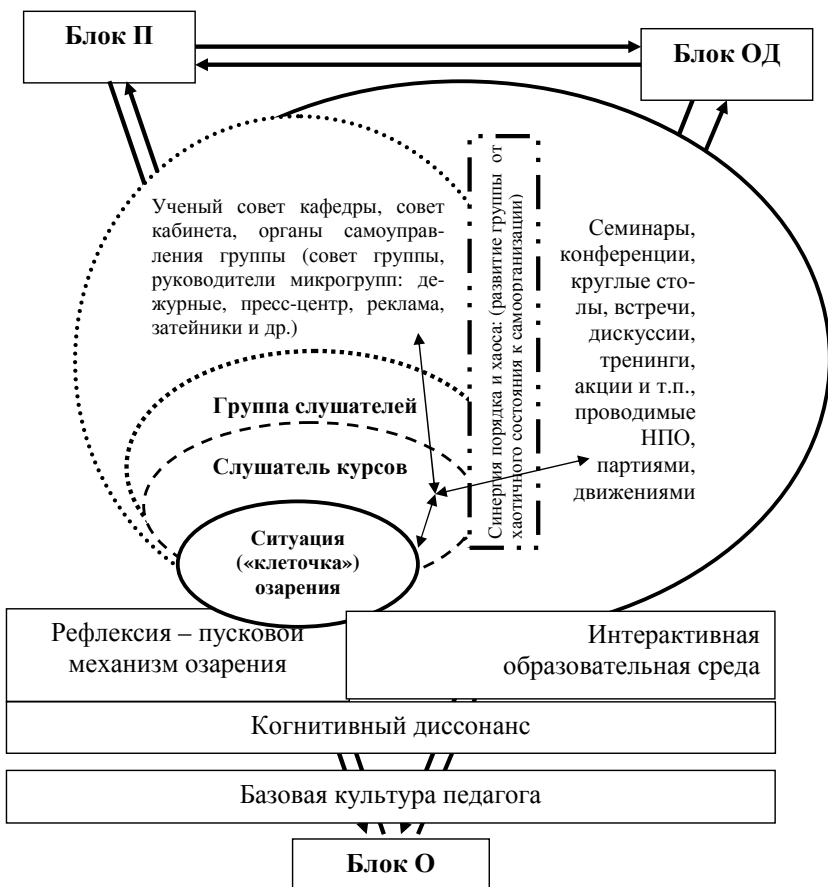 Блок П
Блок ОД
Ученый совет кафедры, совет
кабинета, органы самоуправ-
ления группы (совет группы,
руководители микрогрупп: де-
журные, пресс-центр, реклама,
затейники и др.)
Синергия порядка и хаоса: (развитие группы от
хаотичного состояния к самоорганизации)
Семинары,
конференции,
круглые сто-
лы, встречи,
дискуссии,
тренинги,
акции и т.п.,
проводимые
НПО,
партиями,
движениями
Группа слушателей
Слушатель курсов
Ситуация
(«клеточка»)
озарения
Рефлексия – пусковой
механизм озарения
Интерактивная
образовательная среда
Когнитивный диссонанс
Базовая культура педагога
Блок О